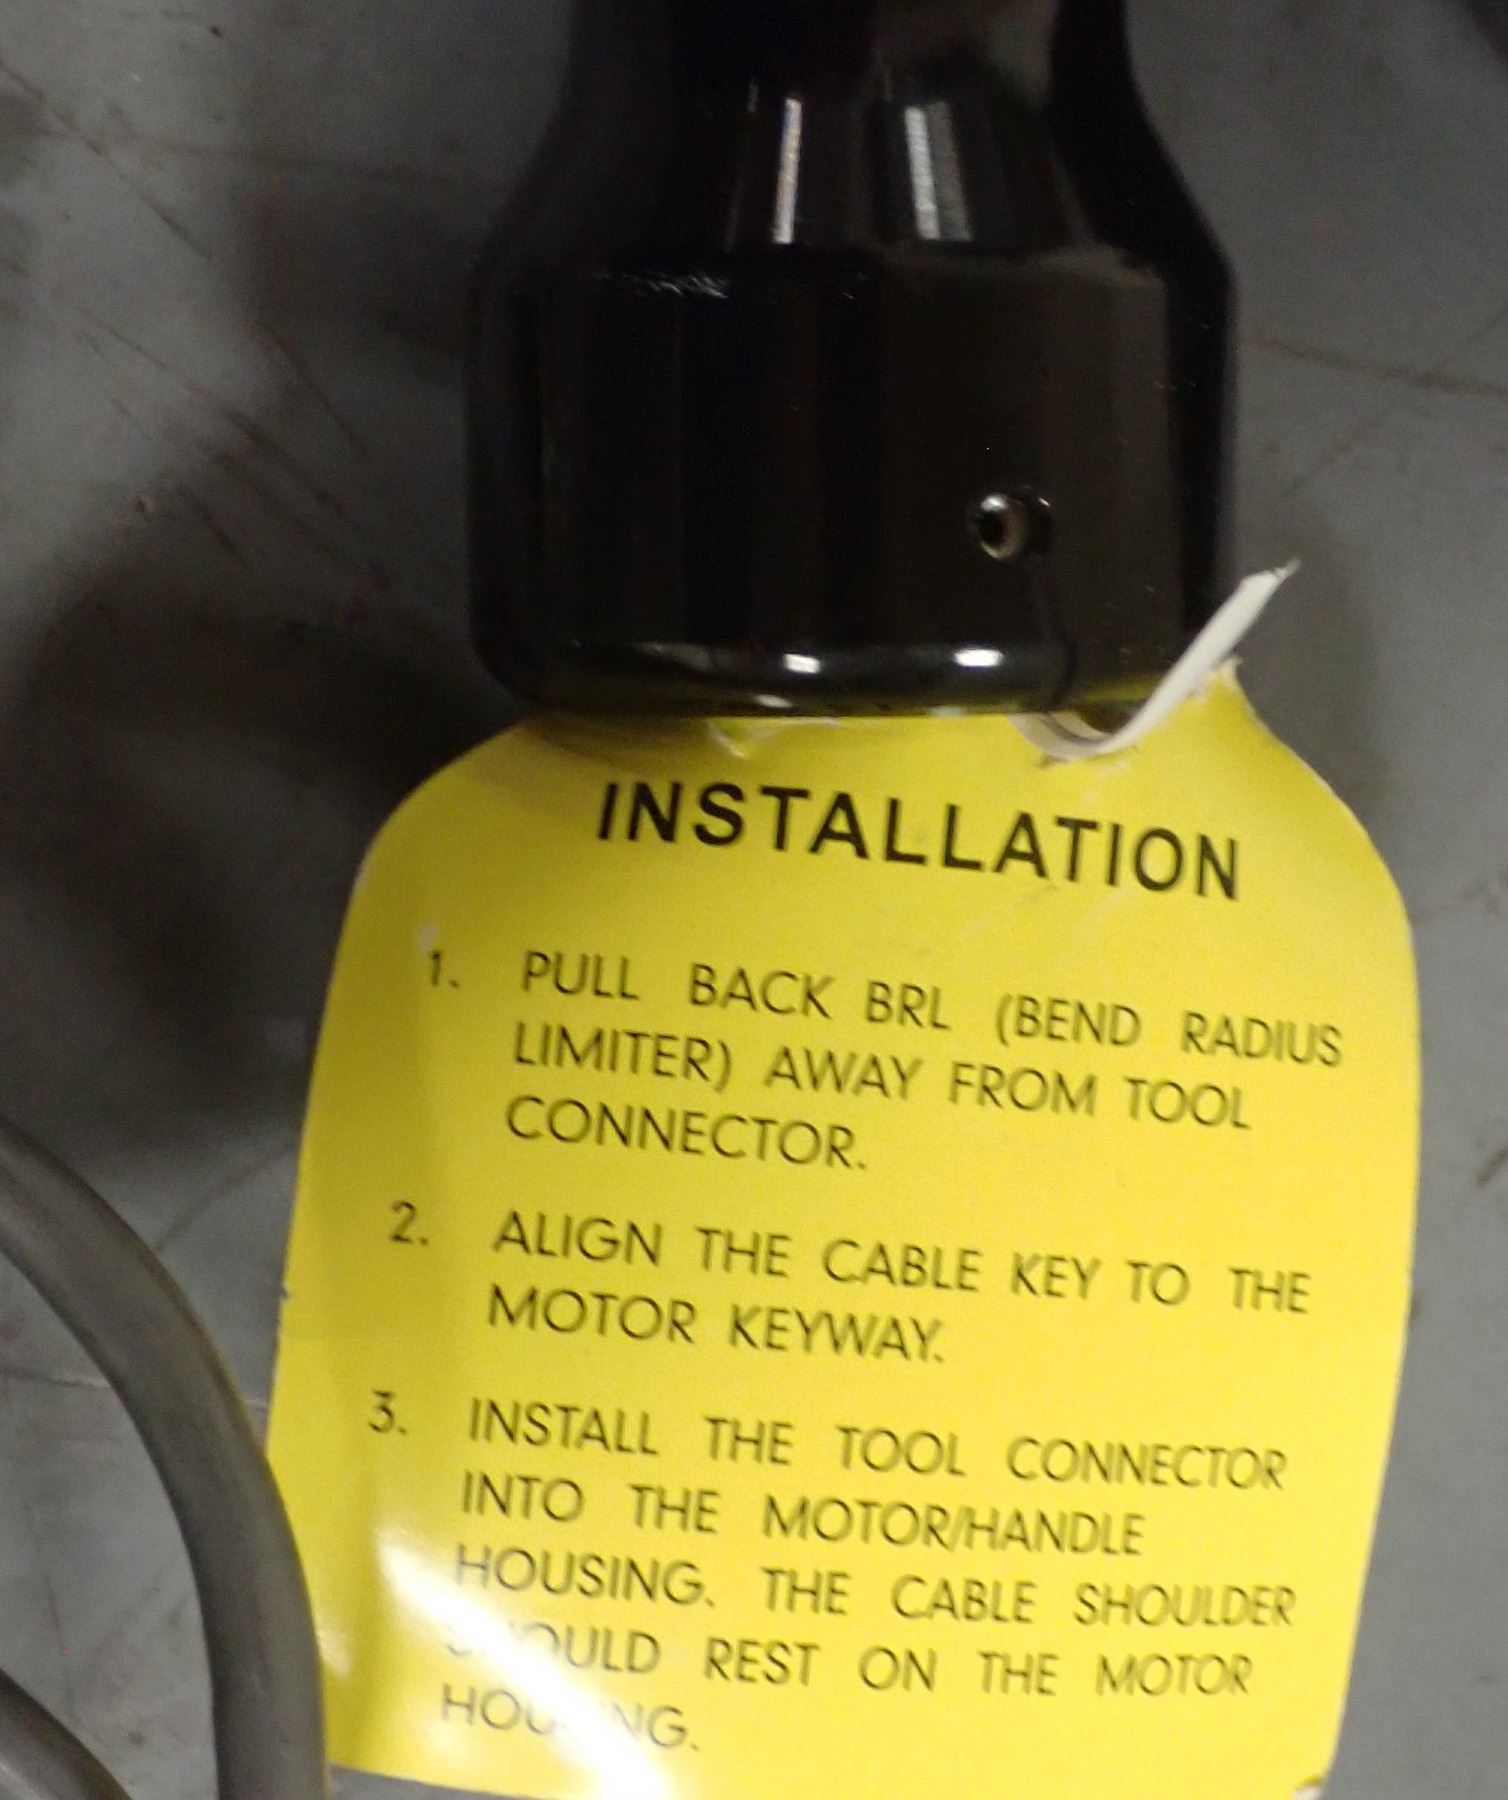 INSTALLATION
1. PULL BACK BRL (BEND RADIUS
LIMITER) AWAY FROM TOOL
CONNECTOR.
2. ALIGN THE CABLE KEY TO THE
MOTOR KEYWAY.
3. INSTALL THE TOOL CONNECTOR
INTO THE MOTOR/HANDLE
HOUSING. THE CABLE SHOULDER
SHOULD REST ON THE MOTOR
HOUSING.